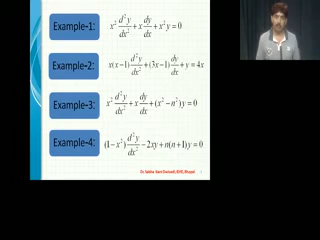 Example-1: x² d²y/dx² + x dy/dx + x²y = 0
Example-2: x(x−1) d²y/dx² + (3x−1) dy/dx + y = 4x
Example-3: x² d²y/dx² + x dy/dx + (x² − n²)y = 0
Example-4: (1−x²) d²y/dx² − 2xy + n(n+1)y = 0